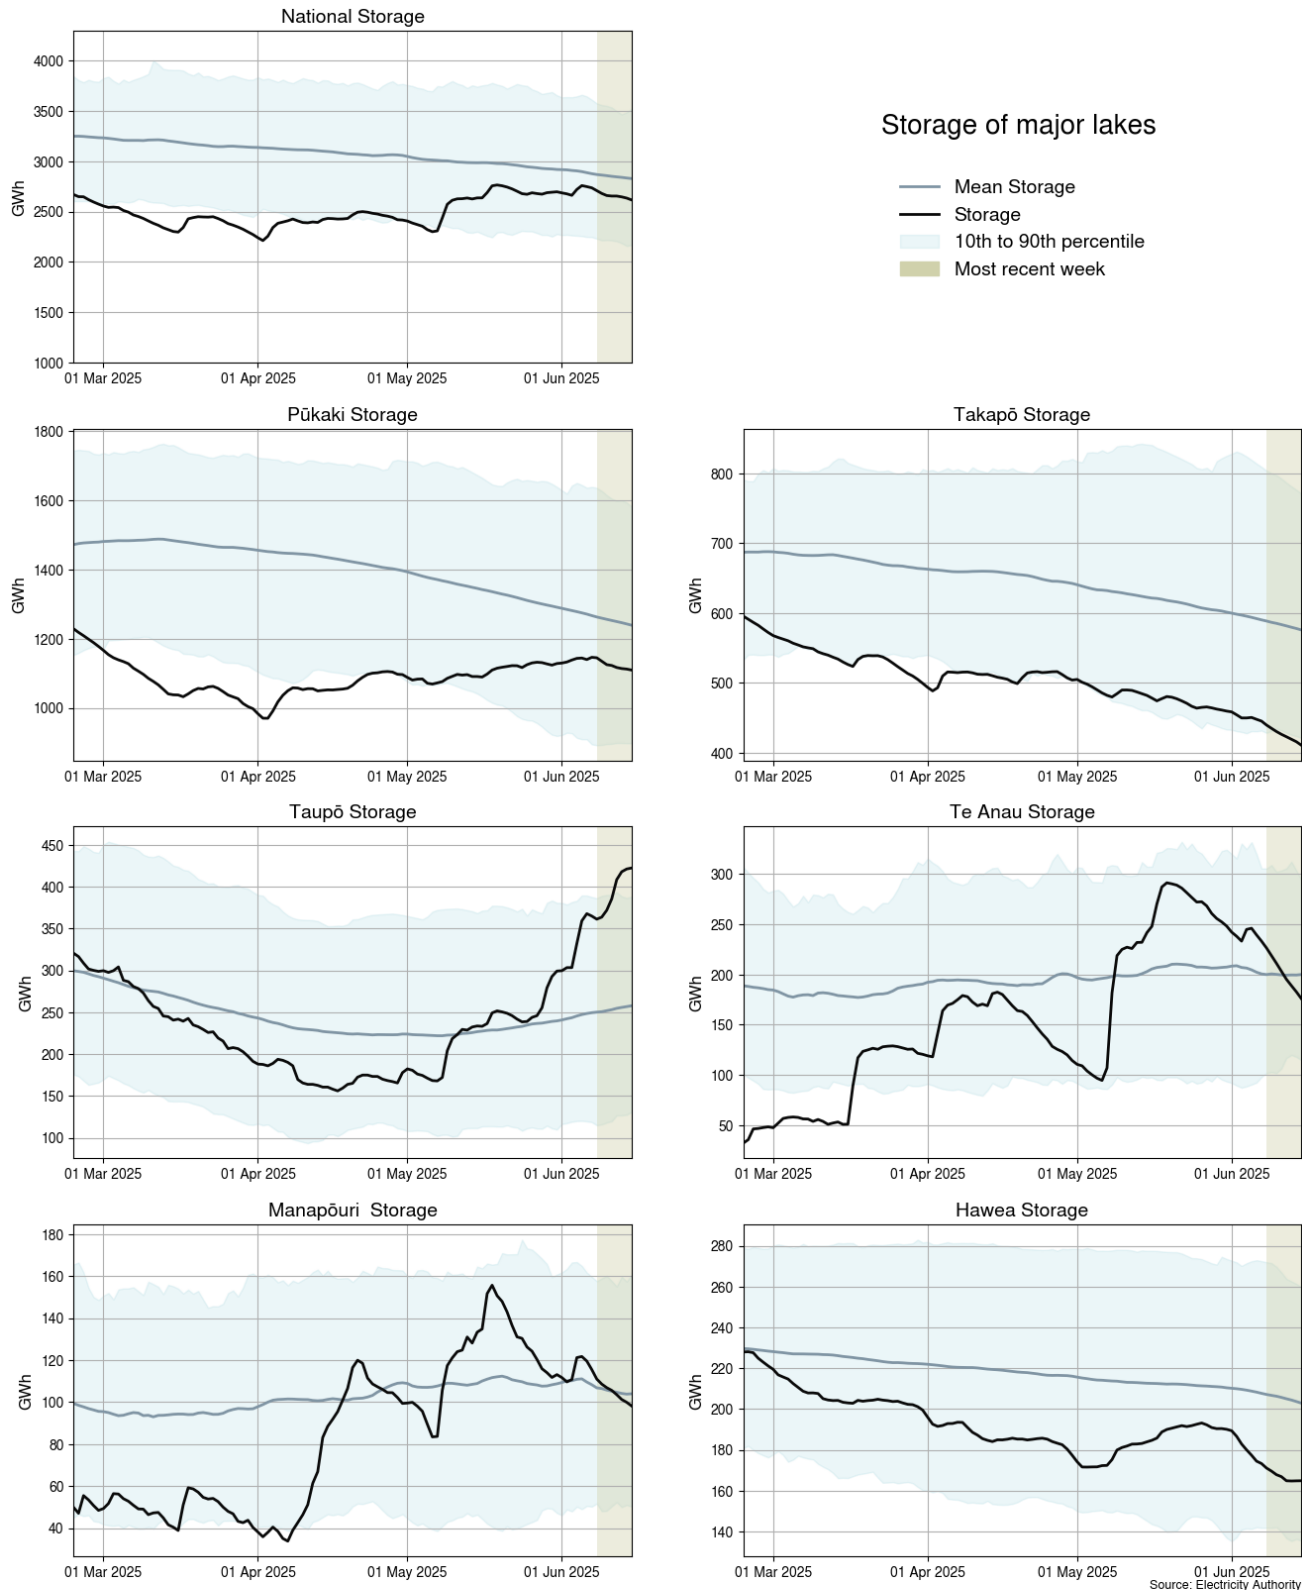 National Storage
4000
3500
3000
2500
2000
1500
1000
GWh
01 Mar 2025 01 Apr 2025 01 May 2025 01 Jun 2025
Storage of major lakes
Mean Storage
Storage
10th to 90th percentile
Most recent week
Pūkaki Storage
1800
1600
1400
1200
1000
GWh
01 Mar 2025 01 Apr 2025 01 May 2025 01 Jun 2025
Takapō Storage
800
700
600
500
400
GWh
01 Mar 2025 01 Apr 2025 01 May 2025 01 Jun 2025
Taupō Storage
450
400
350
300
250
200
150
100
GWh
01 Mar 2025 01 Apr 2025 01 May 2025 01 Jun 2025
Te Anau Storage
300
250
200
150
100
50
GWh
01 Mar 2025 01 Apr 2025 01 May 2025 01 Jun 2025
Manapōuri  Storage
180
160
140
120
100
80
60
40
GWh
01 Mar 2025 01 Apr 2025 01 May 2025 01 Jun 2025
Hawea Storage
280
260
240
220
200
180
160
140
GWh
01 Mar 2025 01 Apr 2025 01 May 2025 01 Jun 2025
Source: Electricity Authority